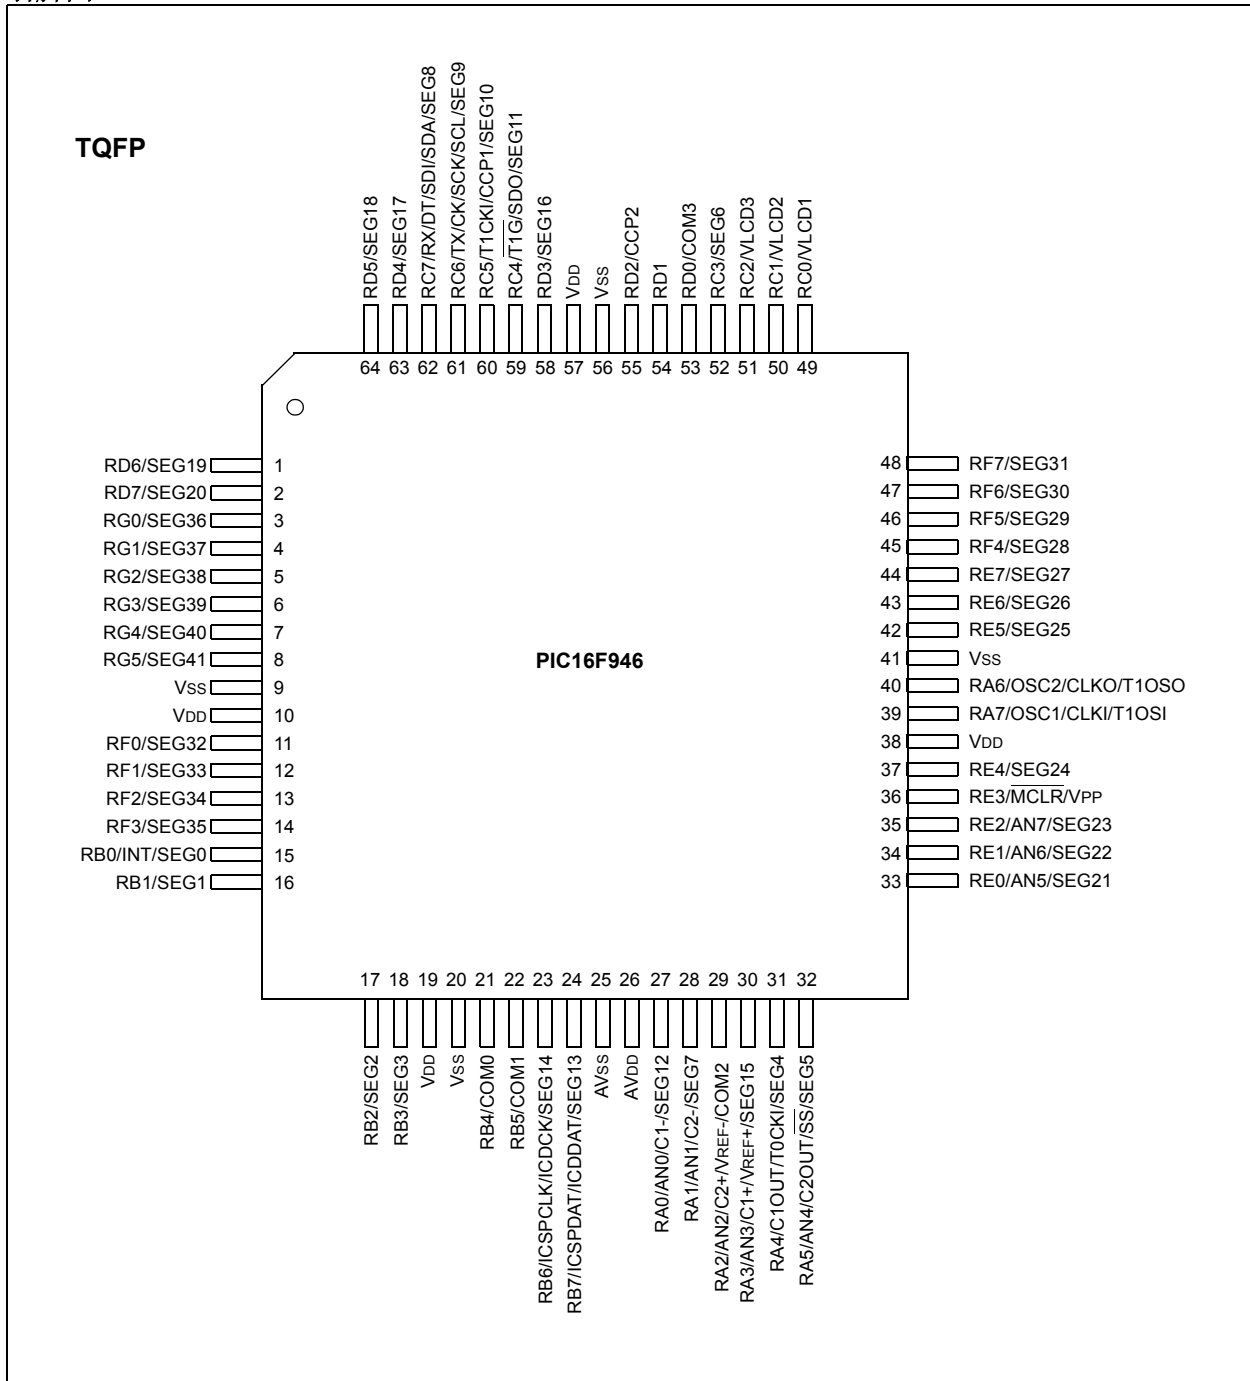 TQFP
RD5/SEG18
RD4/SEG17
RC7/RX/DT/SDI/SDA/SEG8
RC6/TX/CK/SCK/SCL/SEG9
RC5/T1CKI/CCP1/SEG10
RC4/T1G/SDO/SEG11
RD3/SEG16
VDD
VSS
RD2/CCP2
RD1
RD0/COM3
RC3/SEG6
RC2/VLCD3
RC1/VLCD2
RC0/VLCD1
64 63 62 61 60 59 58 57 56 55 54 53 52 51 50 49
RD6/SEG19 1
RD7/SEG20 2
RG0/SEG36 3
RG1/SEG37 4
RG2/SEG38 5
RG3/SEG39 6
RG4/SEG40 7
RG5/SEG41 8
VSS 9
VDD 10
RF0/SEG32 11
RF1/SEG33 12
RF2/SEG34 13
RF3/SEG35 14
RB0/INT/SEG0 15
RB1/SEG1 16
PIC16F946
48 RF7/SEG31
47 RF6/SEG30
46 RF5/SEG29
45 RF4/SEG28
44 RE7/SEG27
43 RE6/SEG26
42 RE5/SEG25
41 VSS
40 RA6/OSC2/CLKO/T1OSO
39 RA7/OSC1/CLKI/T1OSI
38 VDD
37 RE4/SEG24
36 RE3/MCLR/VPP
35 RE2/AN7/SEG23
34 RE1/AN6/SEG22
33 RE0/AN5/SEG21
17 18 19 20 21 22 23 24 25 26 27 28 29 30 31 32
RB2/SEG2
RB3/SEG3
VDD
VSS
RB4/COM0
RB5/COM1
RB6/ICSPCLK/ICDCK/SEG14
RB7/ICSPDAT/ICDDAT/SEG13
AVSS
AVDD
RA0/AN0/C1-/SEG12
RA1/AN1/C2-/SEG7
RA2/AN2/C2+/VREF-/COM2
RA3/AN3/C1+/VREF+/SEG15
RA4/C1OUT/T0CKI/SEG4
RA5/AN4/C2OUT/SS/SEG5